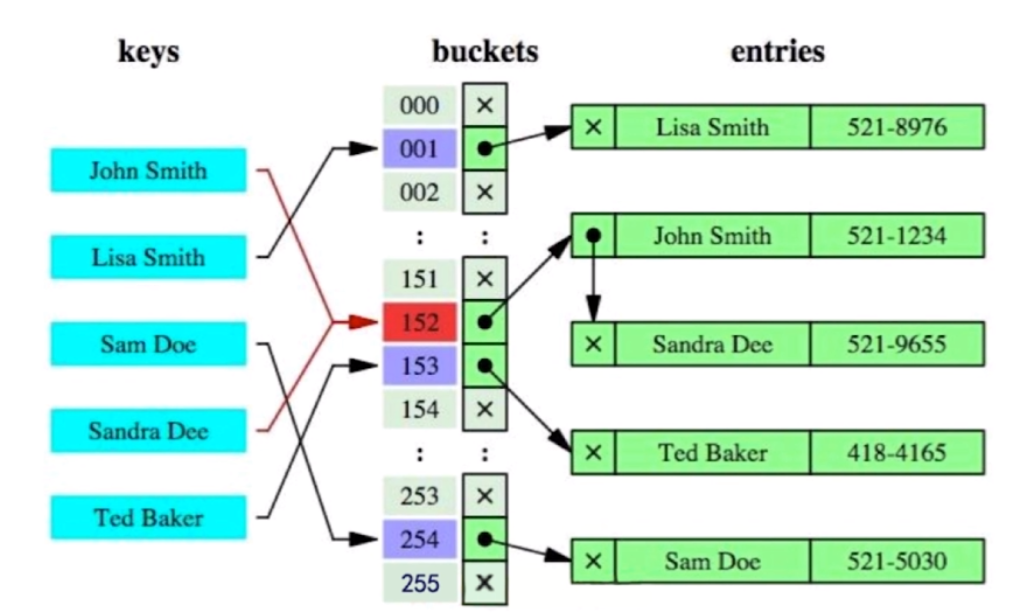 keys buckets entries
000 ×
Lisa Smith 521-8976
001
John Smith
002 ×
: :
John Smith 521-1234
Lisa Smith
151 ×
152
Sam Doe
Sandra Dee 521-9655
153
154 ×
Sandra Dee
: :
Ted Baker 418-4165
253 ×
Ted Baker
254
Sam Doe 521-5030
255 ×